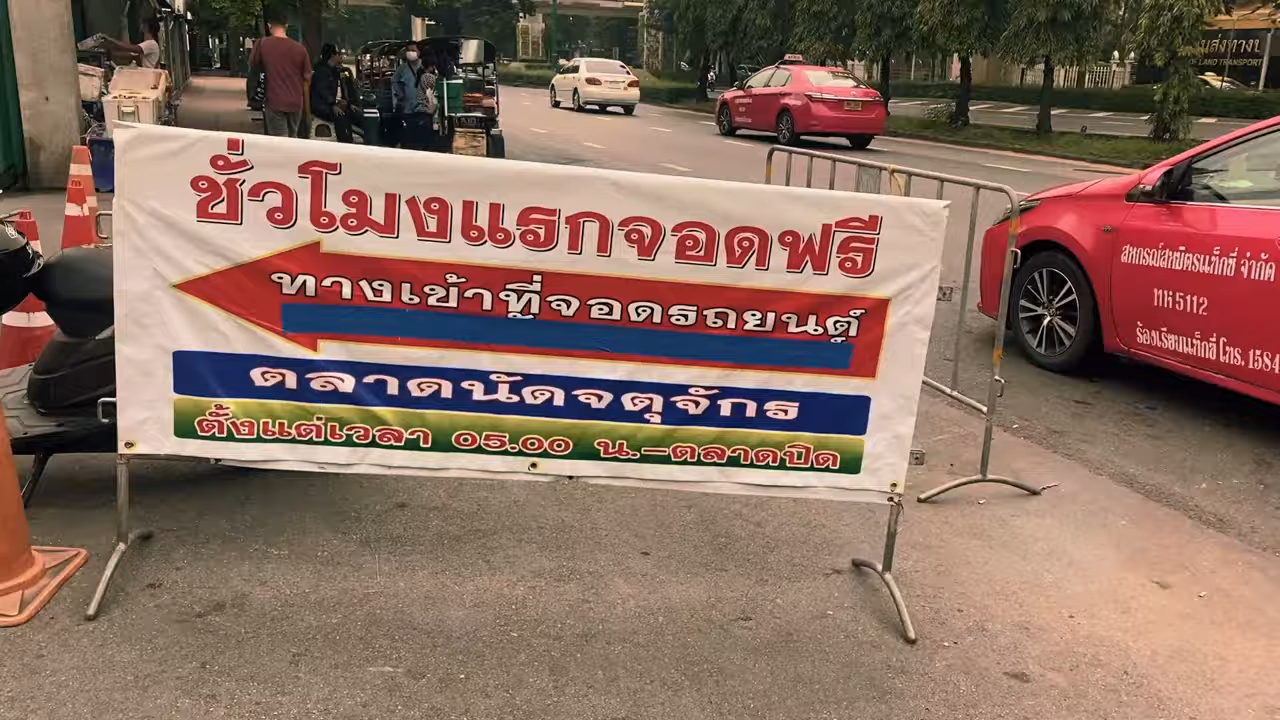 ชั่วโมงแรกจอดฟรี
ทางเข้าที่จอดรถยนต์
ตลาดนัดจตุจักร
ตั้งแต่เวลา 05.00 น.-ตลาดปิด
สหกรณ์สหมิตรแท็กซี่ จำกัด
มห 5112
ร้องเรียนแท็กซี่ โทร. 1584
OF LAND TRANSPORT